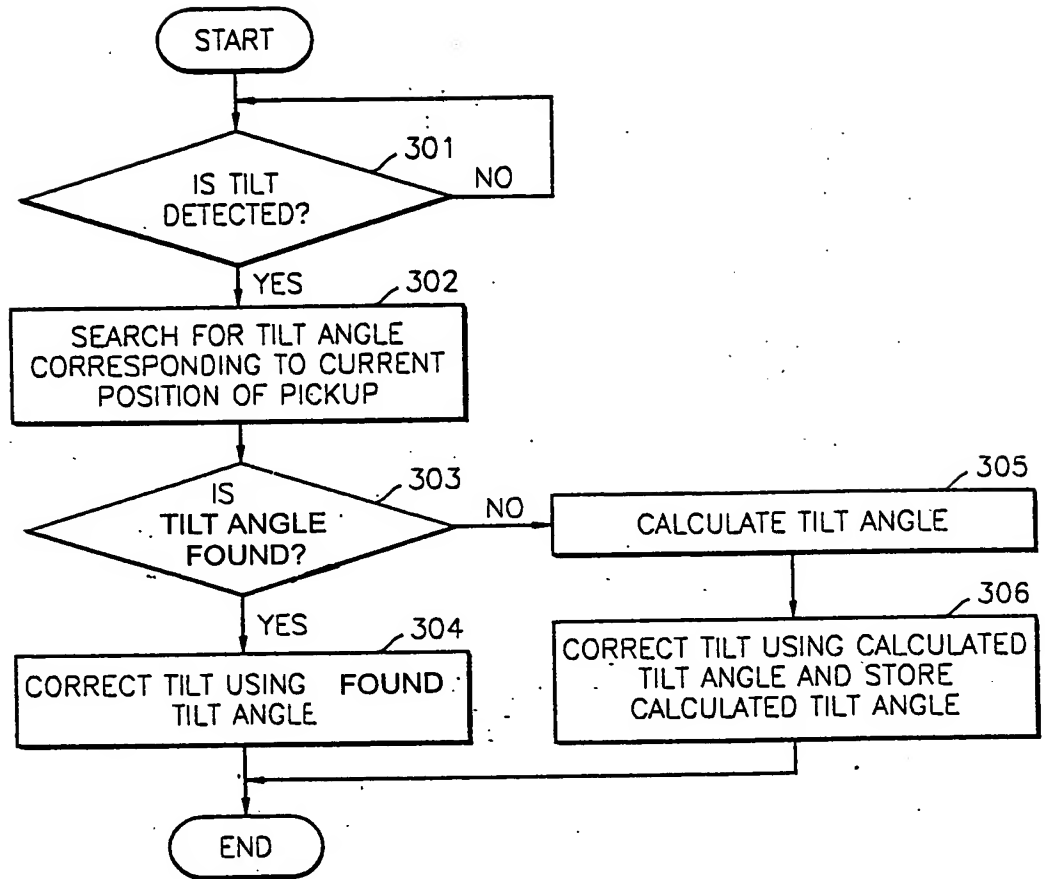 START
301
NO
IS TILT
DETECTED?
YES
302
SEARCH FOR TILT ANGLE
CORRESPONDING TO CURRENT
POSITION OF PICKUP
303
IS
TILT ANGLE
FOUND?
NO
305
CALCULATE TILT ANGLE
YES
304
CORRECT TILT USING FOUND
TILT ANGLE
306
CORRECT TILT USING CALCULATED
TILT ANGLE AND STORE
CALCULATED TILT ANGLE
END